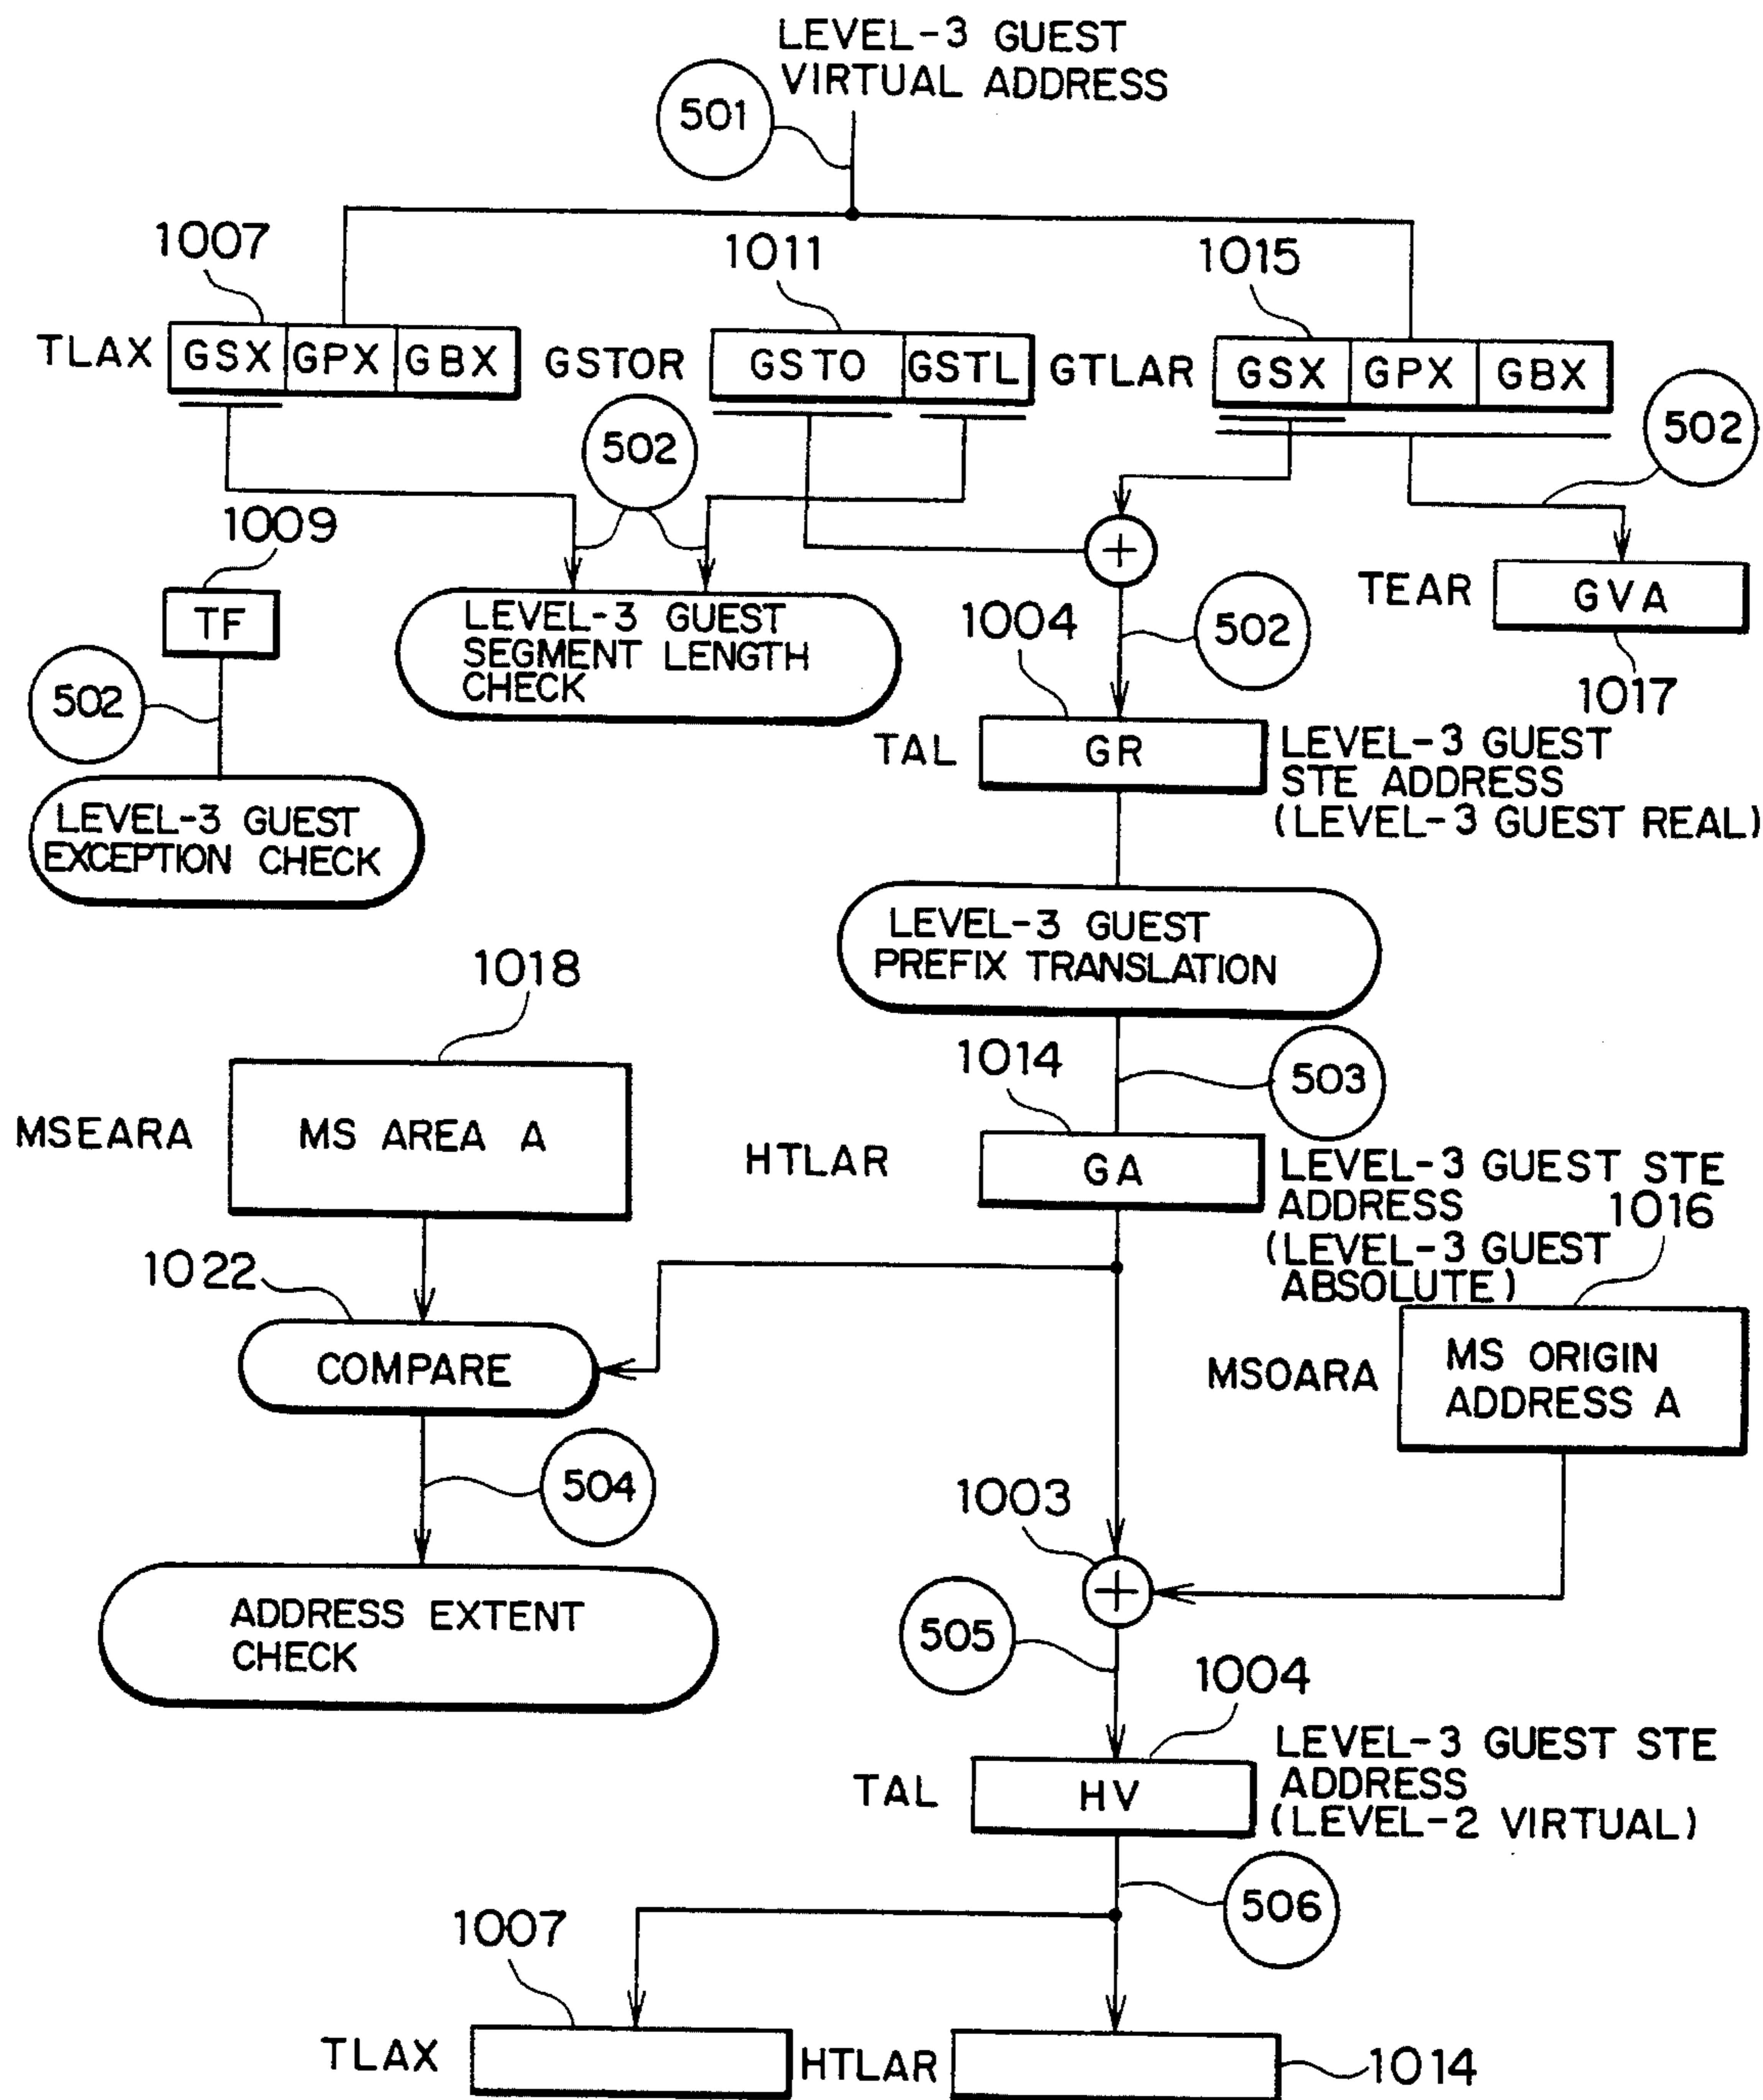 LEVEL-3 GUEST
VIRTUAL ADDRESS
501
1007
1011
1015
TLAX GSX GPX GBX
GSTOR GSTO GSTL
GTLAR GSX GPX GBX
502
502
1009
TF
TEAR GVA
1017
502
LEVEL-3 GUEST
SEGMENT LENGTH
CHECK
1004
502
TAL GR
LEVEL-3 GUEST
STE ADDRESS
(LEVEL-3 GUEST REAL)
LEVEL-3 GUEST
EXCEPTION CHECK
LEVEL-3 GUEST
PREFIX TRANSLATION
1018
MSEARA MS AREA A
1014
503
HTLAR GA
LEVEL-3 GUEST STE
ADDRESS
(LEVEL-3 GUEST
ABSOLUTE)
1016
1022
COMPARE
MSOARA MS ORIGIN
ADDRESS A
504
1003
ADDRESS EXTENT
CHECK
505
1004
TAL HV
LEVEL-3 GUEST STE
ADDRESS
(LEVEL-2 VIRTUAL)
506
1007
TLAX
HTLAR
1014